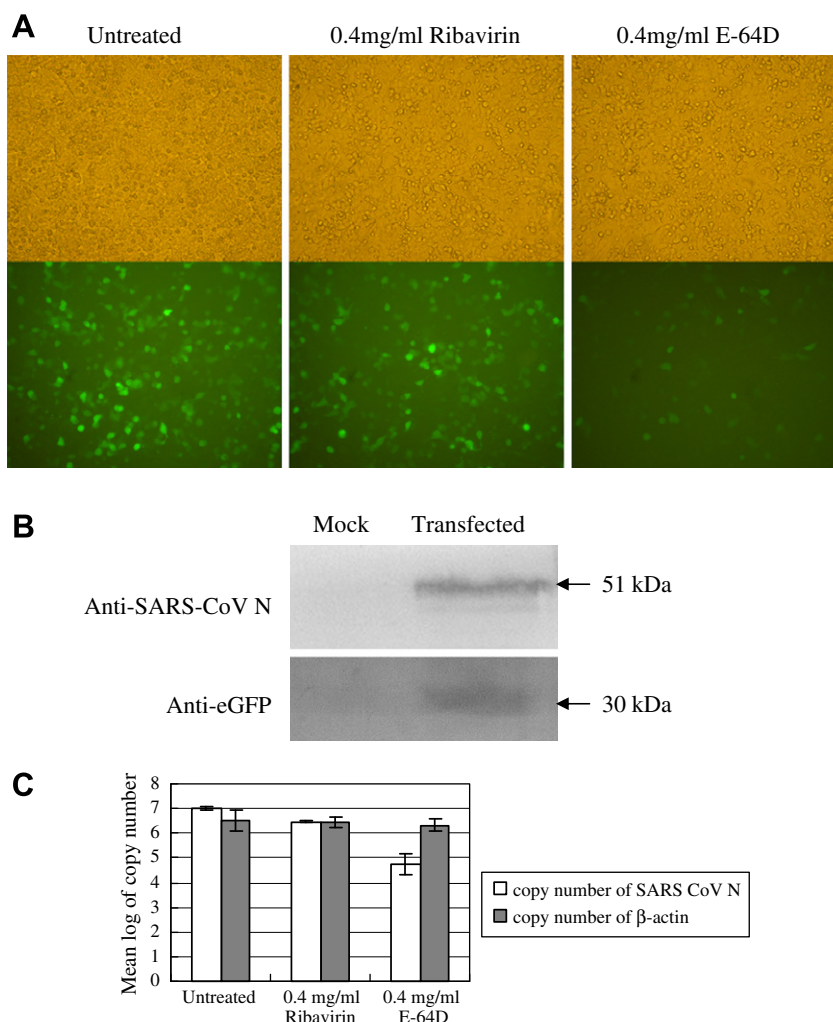 A
Untreated
0.4mg/ml Ribavirin
0.4mg/ml E-64D
B
Mock
Transfected
Anti-SARS-CoV N
51 kDa
Anti-eGFP
30 kDa
C
Mean log of copy number
8
7
6
5
4
3
2
1
0
Untreated
0.4 mg/ml
Ribavirin
0.4 mg/ml
E-64D
copy number of SARS CoV N
copy number of β-actin